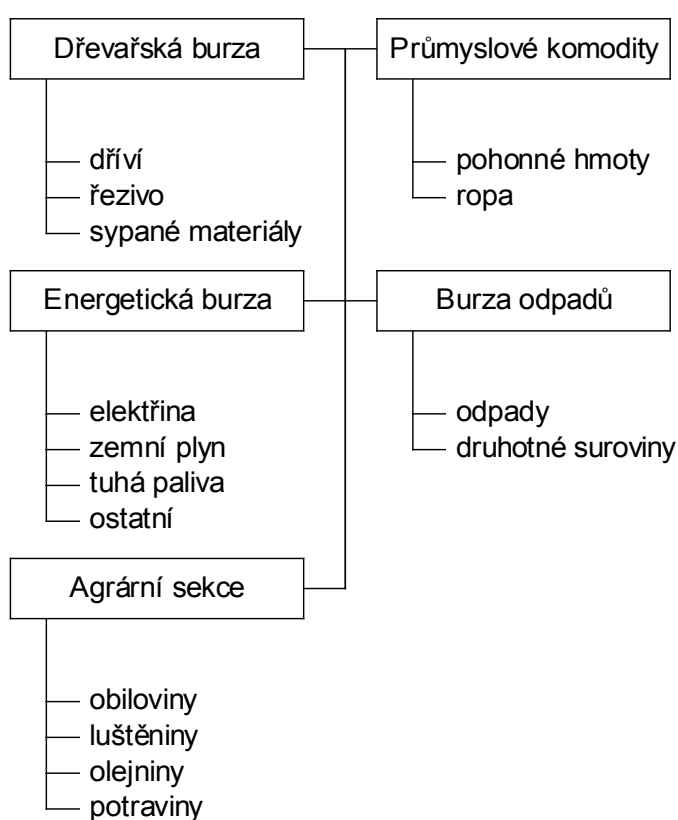 Dřevařská burza
dříví
řezivo
sypané materiály
Průmyslové komodity
pohonné hmoty
ropa
Energetická burza
elektřina
zemní plyn
tuhá paliva
ostatní
Burza odpadů
odpady
druhotné suroviny
Agrární sekce
obiloviny
luštěniny
olejniny
potraviny